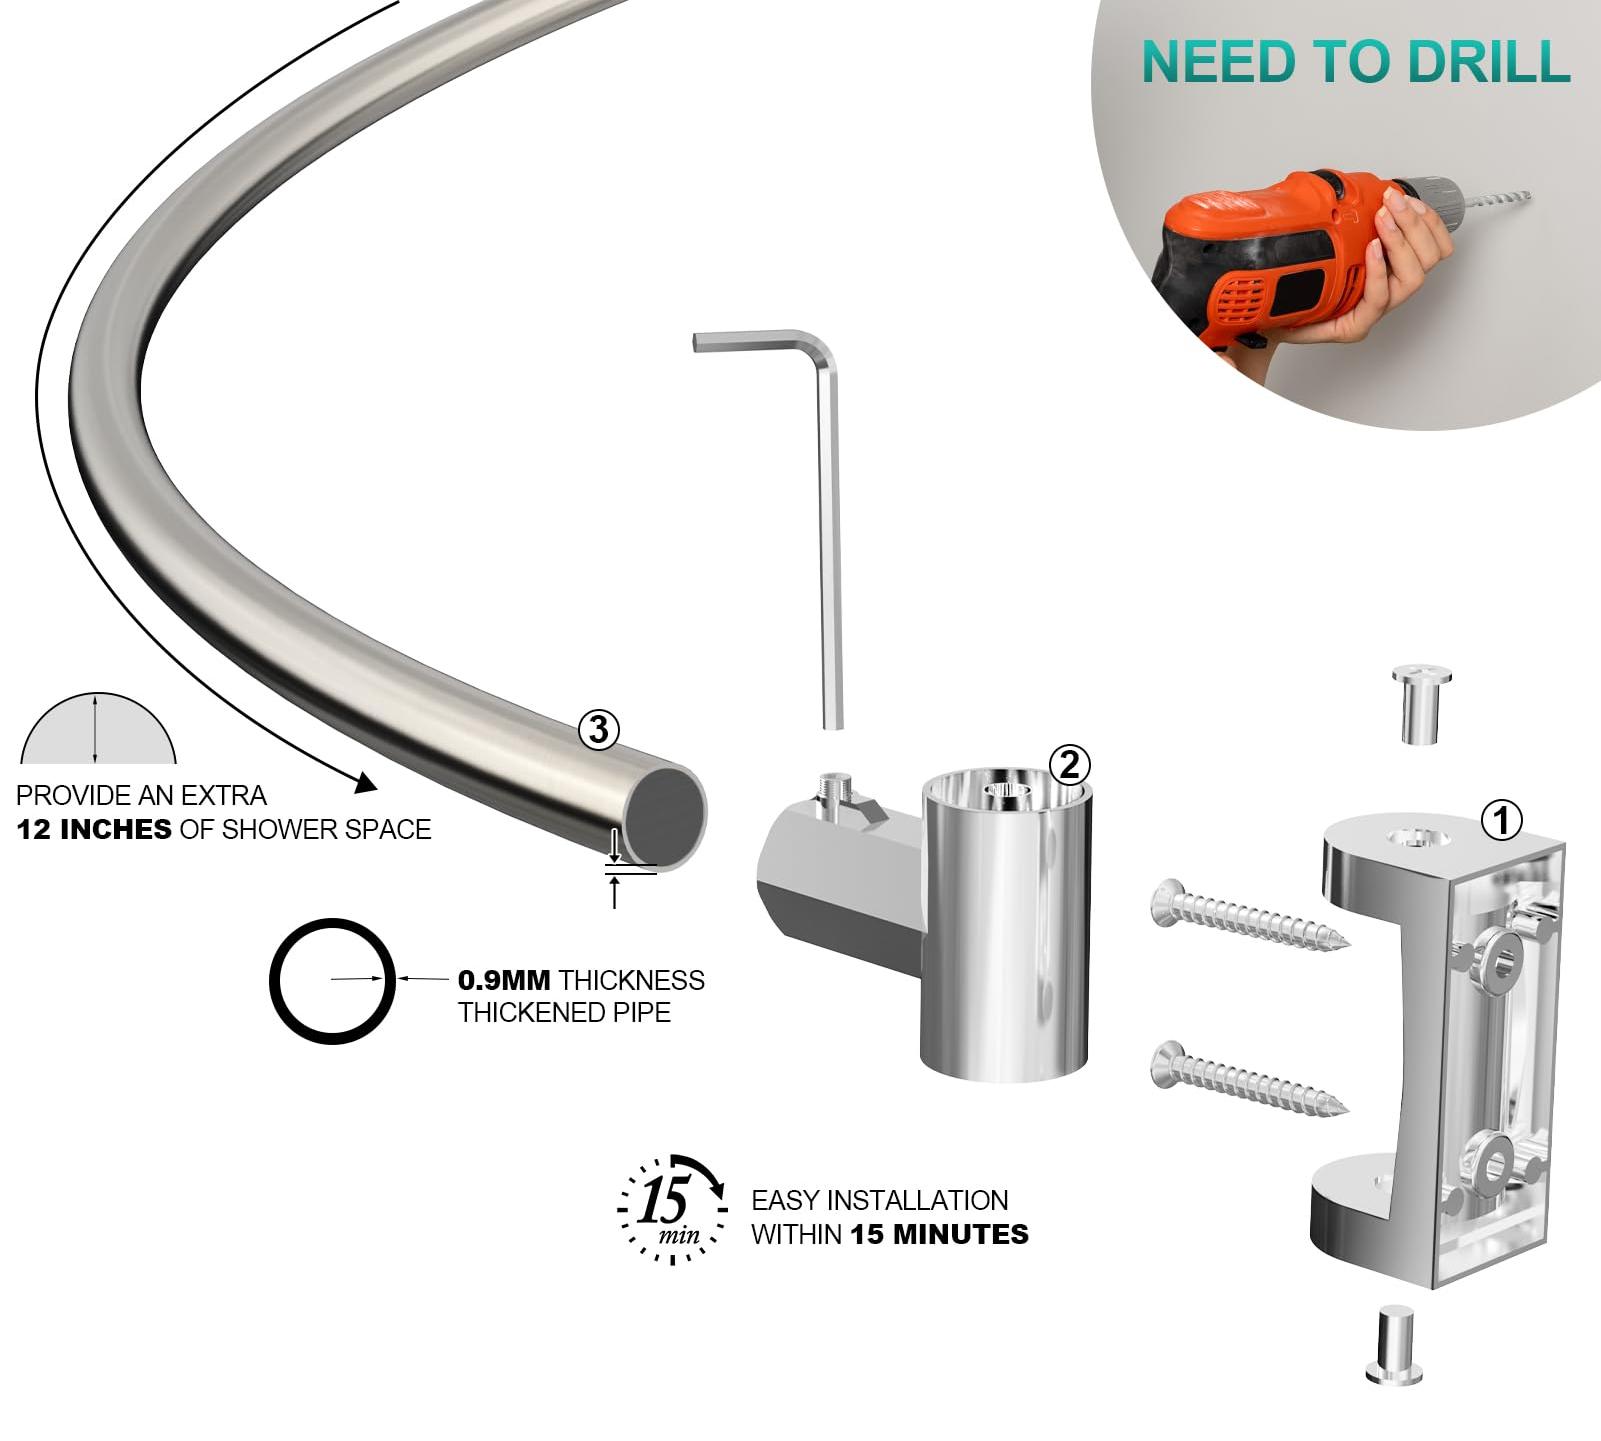 NEED TO DRILL
3
2
1
PROVIDE AN EXTRA
12 INCHES OF SHOWER SPACE
0.9MM THICKNESS
THICKENED PIPE
15
min
EASY INSTALLATION
WITHIN 15 MINUTES